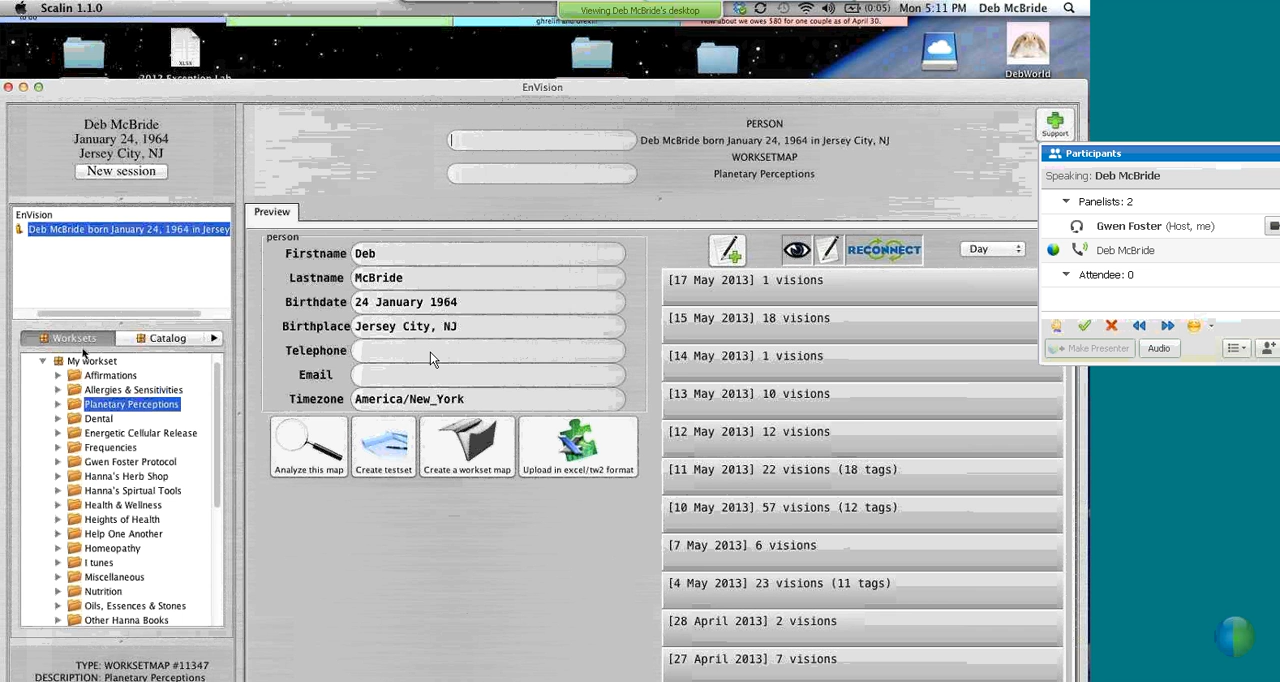 Scalin 1.1.0
Viewing Deb McBride's desktop
(0:05) Mon 5:11 PM Deb McBride
ghrelin and
How about we owes $80 for one couple as of April 30.
2012 Exception Lab
XLSX
DebWorld
EnVision
Deb McBride
January 24, 1964
Jersey City, NJ
New session
PERSON
Deb McBride born January 24, 1964 in Jersey City, NJ
WORKSETMAP
Planetary Perceptions
Support
Participants
Speaking: Deb McBride
Panelists: 2
Gwen Foster (Host, me)
Deb McBride
Attendee: 0
Make Presenter
Audio
EnVision
Deb McBride born January 24, 1964 in Jersey
Worksets
Catalog
My workset
Affirmations
Allergies & Sensitivities
Planetary Perceptions
Dental
Energetic Cellular Release
Frequencies
Gwen Foster Protocol
Hanna's Herb Shop
Hanna's Spirtual Tools
Health & Wellness
Heights of Health
Help One Another
Homeopathy
I tunes
Miscellaneous
Nutrition
Oils, Essences & Stones
Other Hanna Books
TYPE: WORKSETMAP #11347
DESCRIPTION: Planetary Perceptions
Preview
person
Firstname Deb
Lastname McBride
Birthdate 24 January 1964
Birthplace Jersey City, NJ
Telephone
Email
Timezone America/New_York
Analyze this map
Create testset
Create a workset map
Upload in excel/tw2 format
RECONNECT
Day
[17 May 2013] 1 visions
[15 May 2013] 18 visions
[14 May 2013] 1 visions
[13 May 2013] 10 visions
[12 May 2013] 12 visions
[11 May 2013] 22 visions (18 tags)
[10 May 2013] 57 visions (12 tags)
[7 May 2013] 6 visions
[4 May 2013] 23 visions (11 tags)
[28 April 2013] 2 visions
[27 April 2013] 7 visions